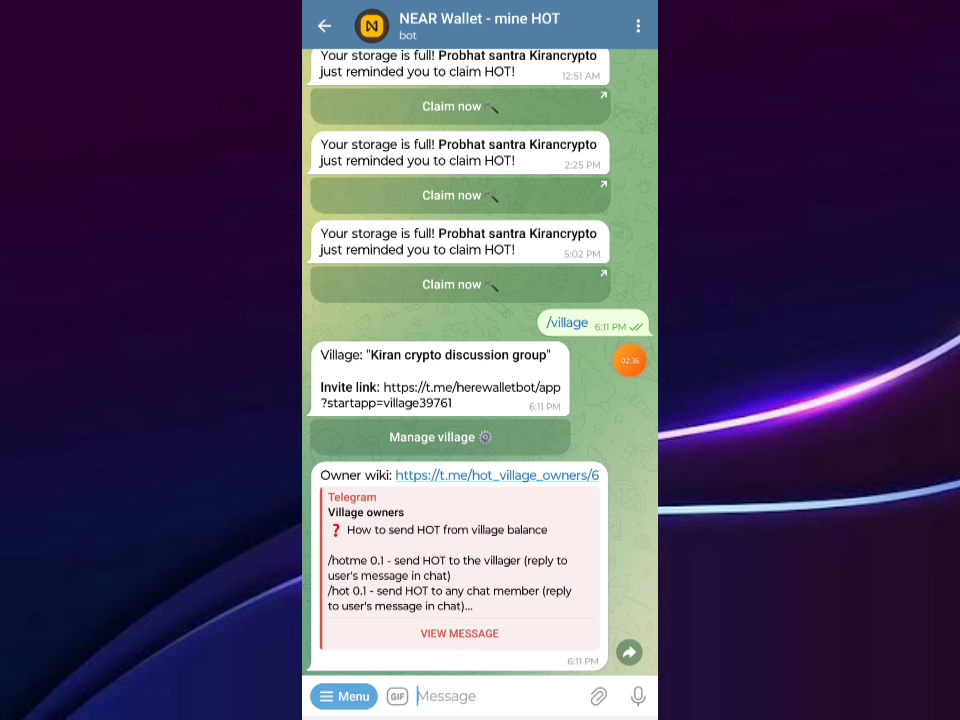 NEAR Wallet - mine HOT
bot
Your storage is full! Probhat santra Kirancrypto
just reminded you to claim HOT!
12:51 AM
Claim now
Your storage is full! Probhat santra Kirancrypto
just reminded you to claim HOT!
2:25 PM
Claim now
Your storage is full! Probhat santra Kirancrypto
just reminded you to claim HOT!
5:02 PM
Claim now
/village 6:11 PM
Village: "Kiran crypto discussion group"
02:36
Invite link: https://t.me/herewalletbot/app
?startapp=village39761
6:11 PM
Manage village
Owner wiki: https://t.me/hot_village_owners/6
Telegram
Village owners
❓ How to send HOT from village balance
/hotme 0.1 - send HOT to the villager (reply to
user's message in chat)
/hot 0.1 - send HOT to any chat member (reply
to user's message in chat)...
VIEW MESSAGE
6:11 PM
Menu
GIF
Message